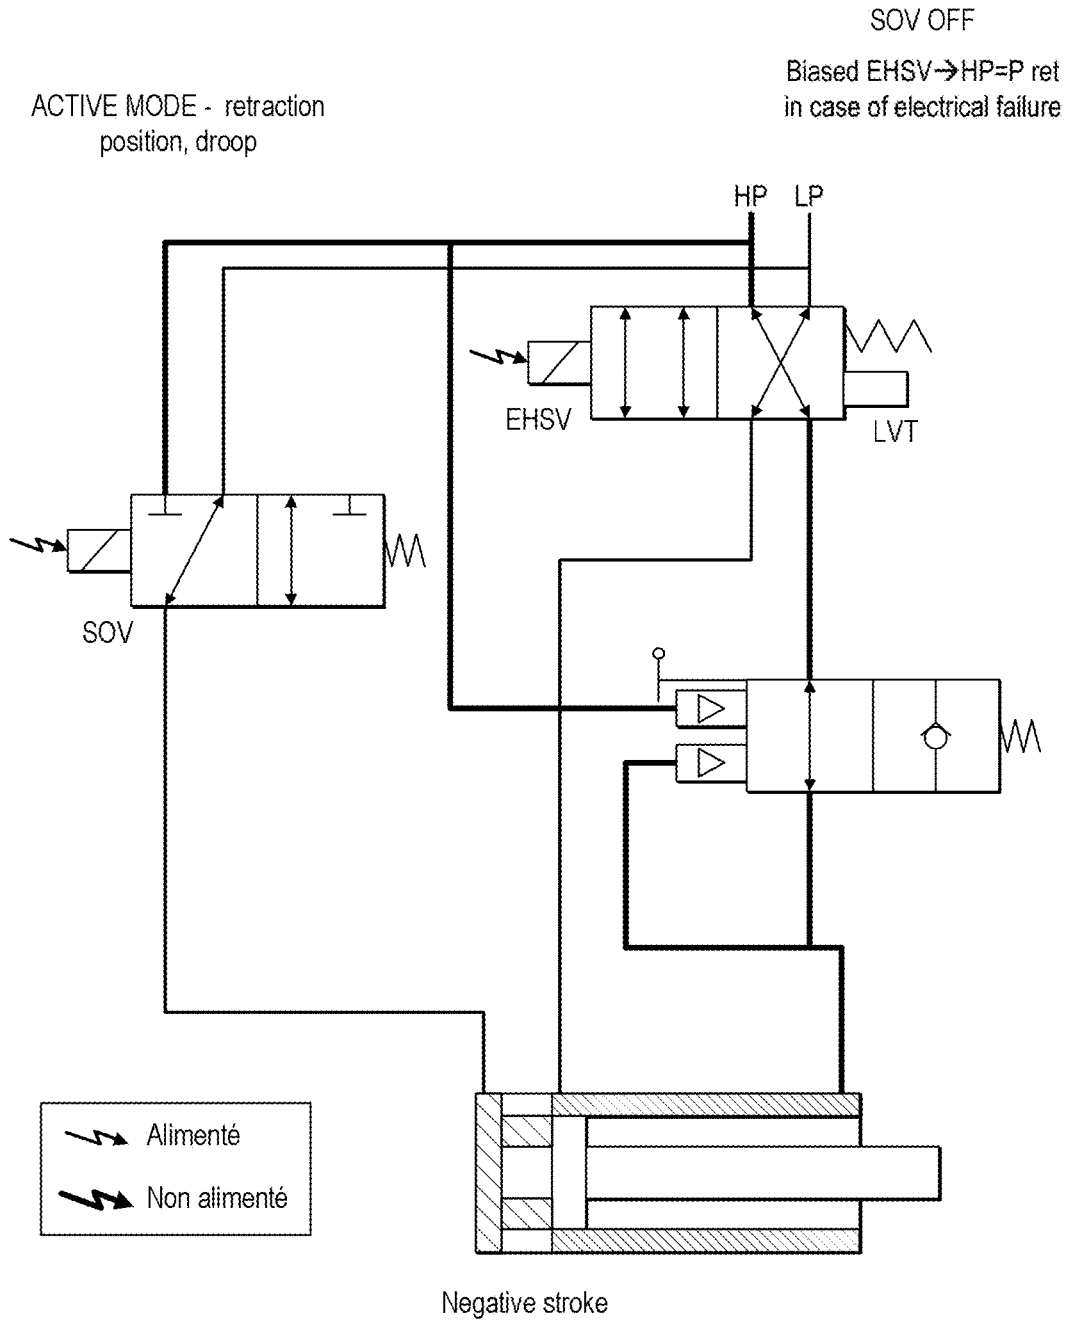 SOV OFF
Biased EHSV→HP=P ret
in case of electrical failure
ACTIVE MODE - retraction
position, droop
HP LP
EHSV
LVT
SOV
Alimenté
Non alimenté
Negative stroke